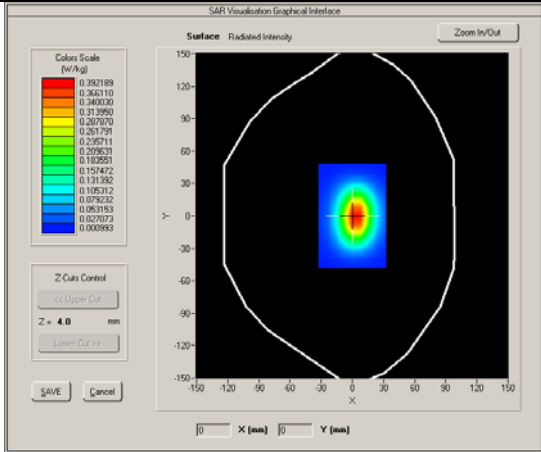 SAR Visualisation Graphical Interface
Surface Radiated Intensity
Zoom In/Out
Colors Scale
(W/kg)
0.392189
0.366110
0.340030
0.313950
0.287870
0.261791
0.235711
0.209631
0.183551
0.157472
0.131392
0.105312
0.079232
0.053153
0.027073
0.000993
150
120
90
60
30
0
-30
-60
-90
-120
-150
Y
-150 -120 -90 -60 -30 0 30 60 90 120 150
X
Z Cuts Control
<< Upper Cut
Z = 4.0 mm
Lower Cut >>
SAVE Cancel
0 X (mm) 0 Y (mm)